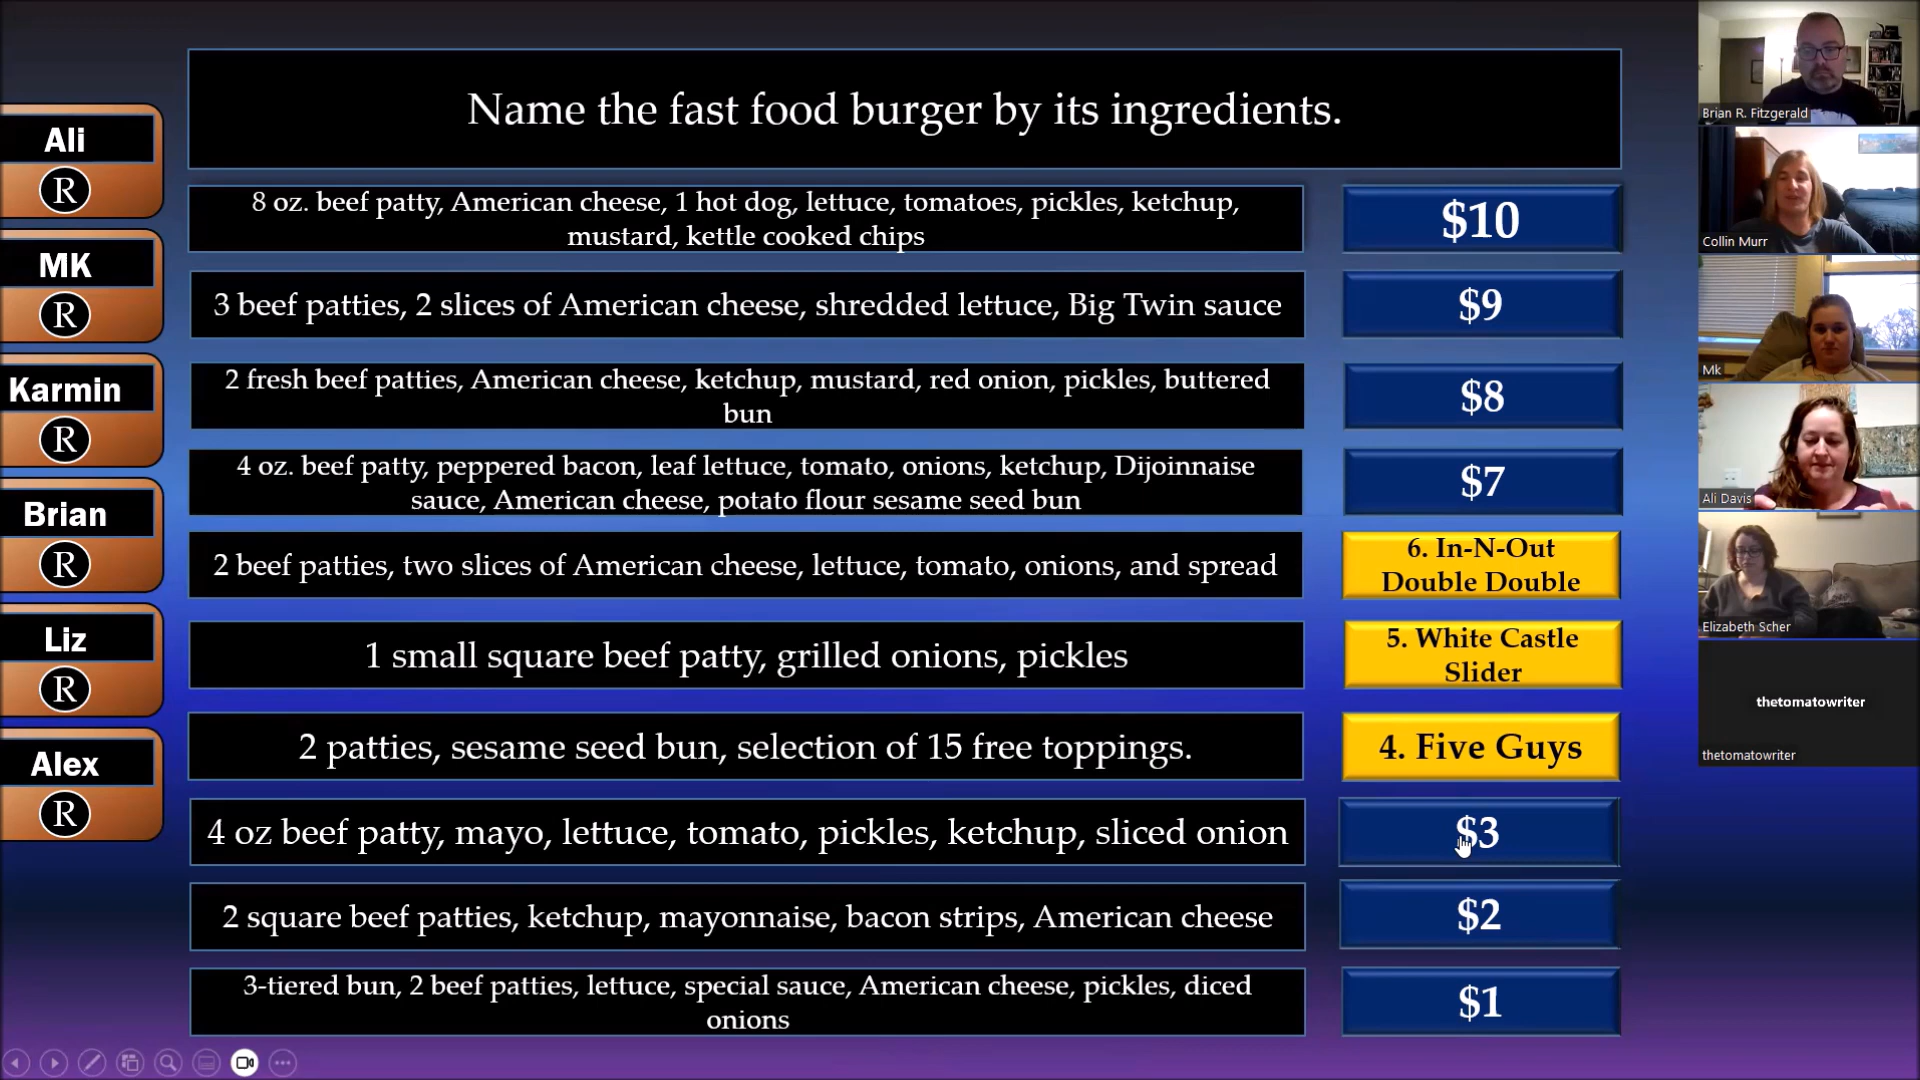 Name the fast food burger by its ingredients.
8 oz. beef patty, American cheese, 1 hot dog, lettuce, tomatoes, pickles, ketchup,
mustard, kettle cooked chips
$10
3 beef patties, 2 slices of American cheese, shredded lettuce, Big Twin sauce
$9
2 fresh beef patties, American cheese, ketchup, mustard, red onion, pickles, buttered
bun
$8
4 oz. beef patty, peppered bacon, leaf lettuce, tomato, onions, ketchup, Dijoinnaise
sauce, American cheese, potato flour sesame seed bun
$7
2 beef patties, two slices of American cheese, lettuce, tomato, onions, and spread
6. In-N-Out
Double Double
1 small square beef patty, grilled onions, pickles
5. White Castle
Slider
2 patties, sesame seed bun, selection of 15 free toppings.
4. Five Guys
4 oz beef patty, mayo, lettuce, tomato, pickles, ketchup, sliced onion
$3
2 square beef patties, ketchup, mayonnaise, bacon strips, American cheese
$2
3-tiered bun, 2 beef patties, lettuce, special sauce, American cheese, pickles, diced
onions
$1
Ali
R
MK
R
Karmin
R
Brian
R
Liz
R
Alex
R
Brian R. Fitzgerald
Collin Murr
Mk
Ali Davis
Elizabeth Scher
thetomatowriter
thetomatowriter